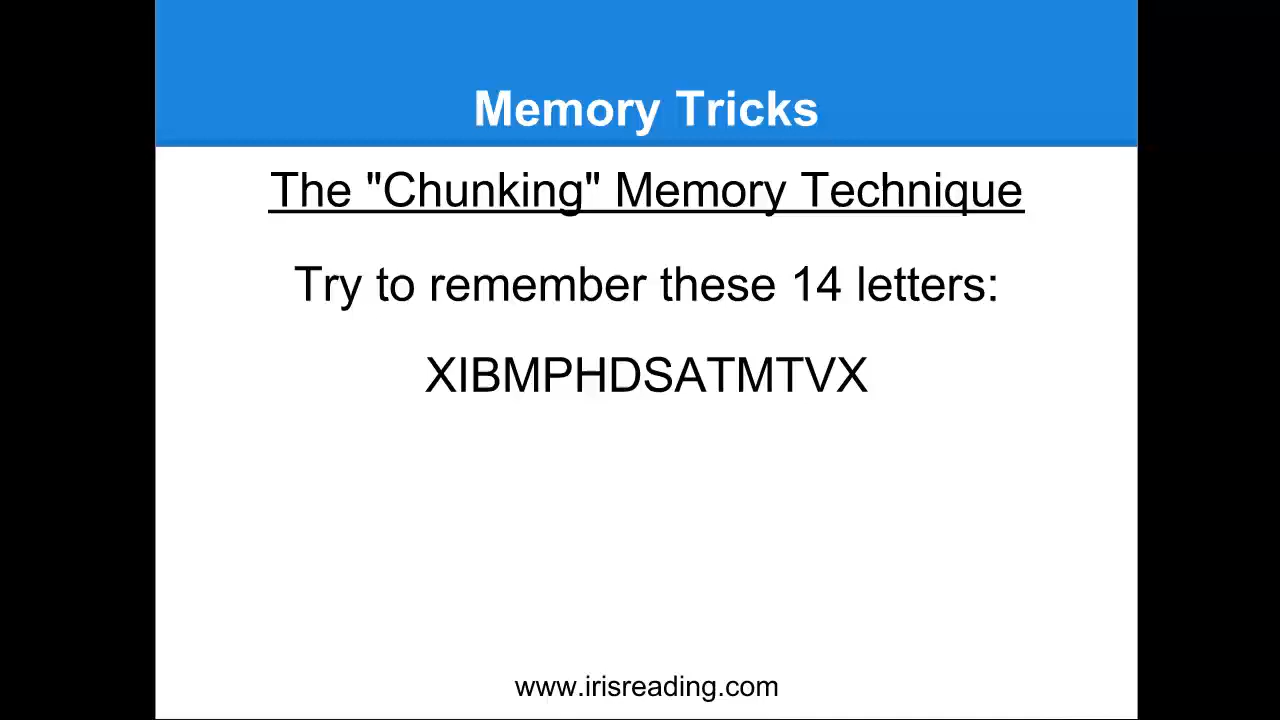 Memory Tricks
The "Chunking" Memory Technique
Try to remember these 14 letters:
XIBMPHDSATMTVX
www.irisreading.com